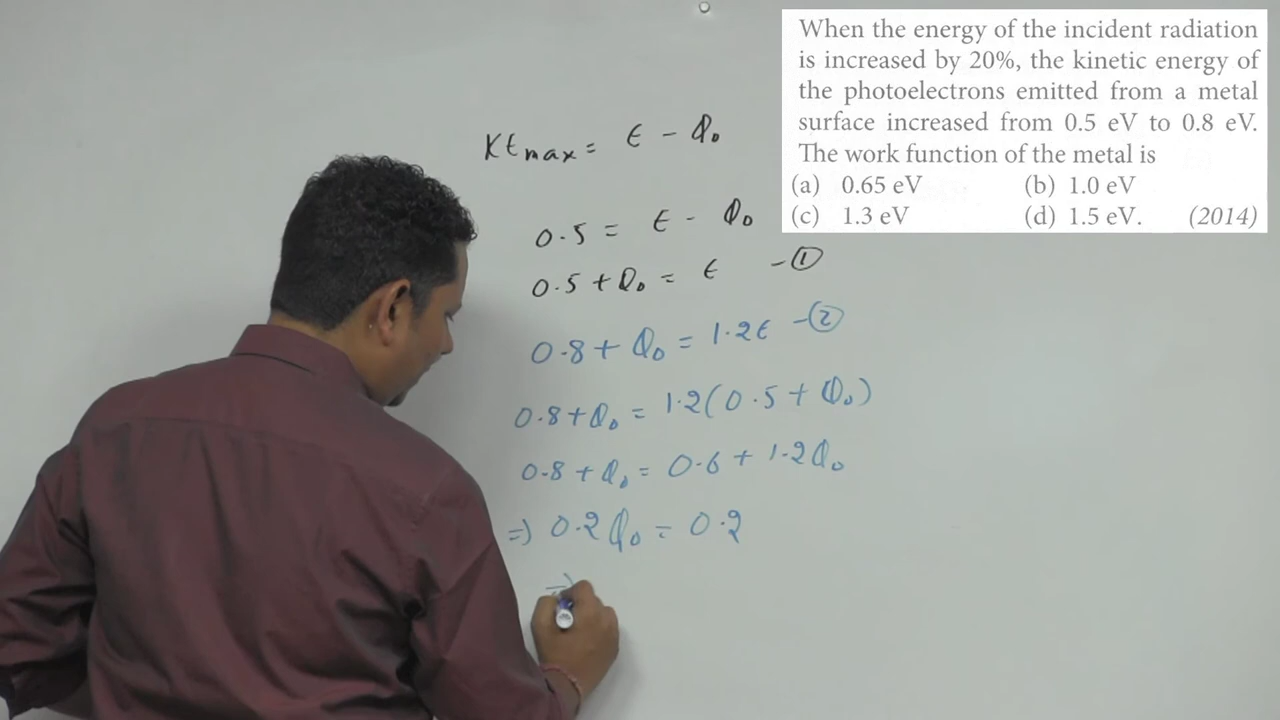 When the energy of the incident radiation
is increased by 20%, the kinetic energy of
the photoelectrons emitted from a metal
surface increased from 0.5 eV to 0.8 eV.
The work function of the metal is
(a) 0.65 eV (b) 1.0 eV
(c) 1.3 eV (d) 1.5 eV. (2014)
KEmax = E - Φ₀
0.5 = E - Φ₀
0.5 + Φ₀ = E - ①
0.8 + Φ₀ = 1.2E - ②
0.8 + Φ₀ = 1.2(0.5 + Φ₀)
0.8 + Φ₀ = 0.6 + 1.2Φ₀
⇒ 0.2Φ₀ = 0.2
⇒